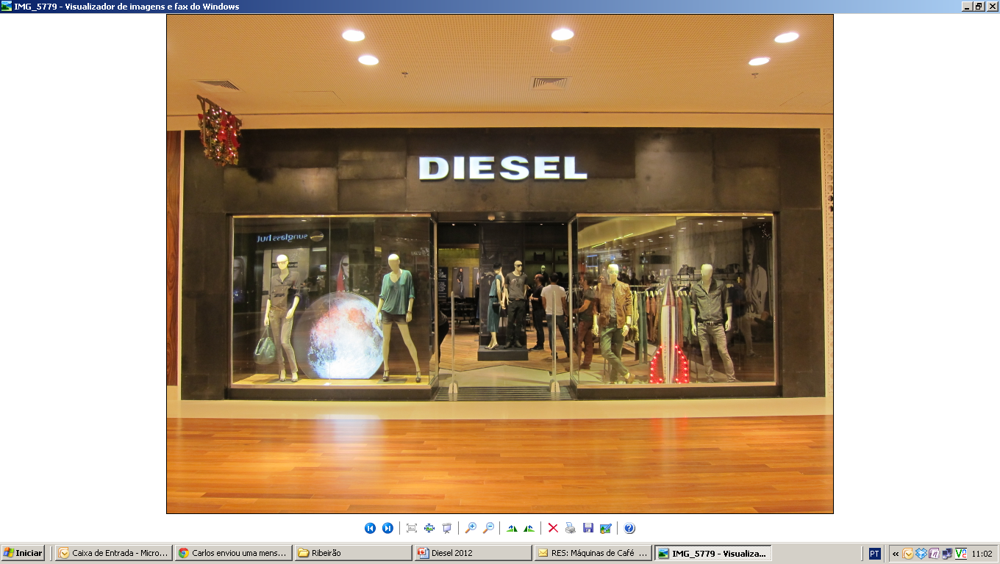 IMG_5779 - Visualizador de imagens e fax do Windows
DIESEL
sunglass hut
Iniciar
Caixa de Entrada - Micro...
Carlos enviou uma mens...
Ribeirão
Diesel 2012
RES: Máquinas de Café ...
IMG_5779 - Visualiza...
PT
«
11:02